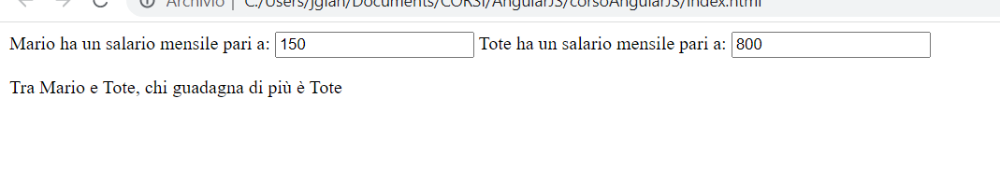 Archivio | C:/Users/jgian/Documents/CORSI/AngularJS/corsoAngularJS/index.html
Mario ha un salario mensile pari a: 150 Tote ha un salario mensile pari a: 800
Tra Mario e Tote, chi guadagna di più è Tote